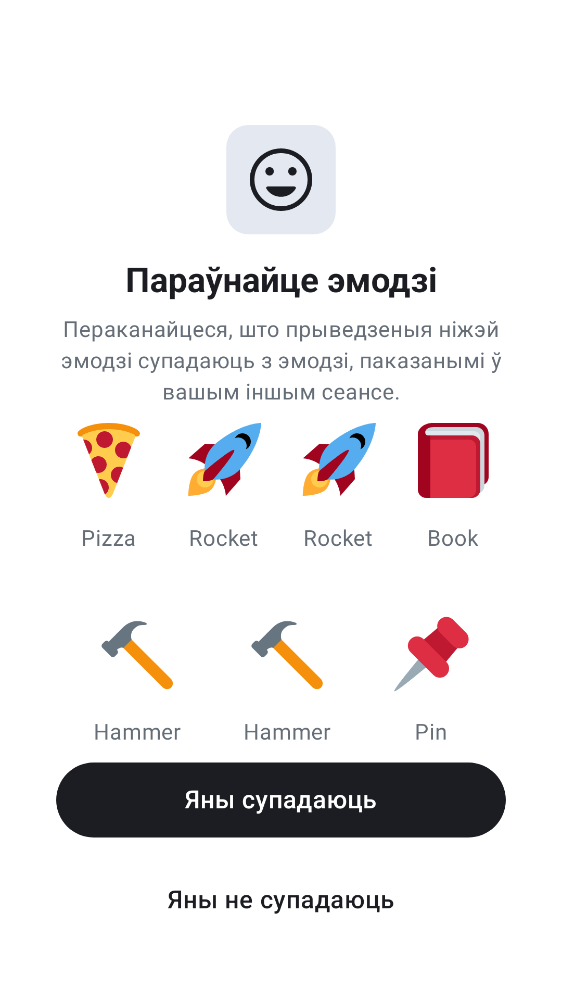 Параўнайце эмодзі
Пераканайцеся, што прыведзеныя ніжэй
эмодзі супадаюць з эмодзі, паказанымі ў
вашым іншым сеансе.
Pizza Rocket Rocket Book
Hammer Hammer Pin
Яны супадаюць
Яны не супадаюць